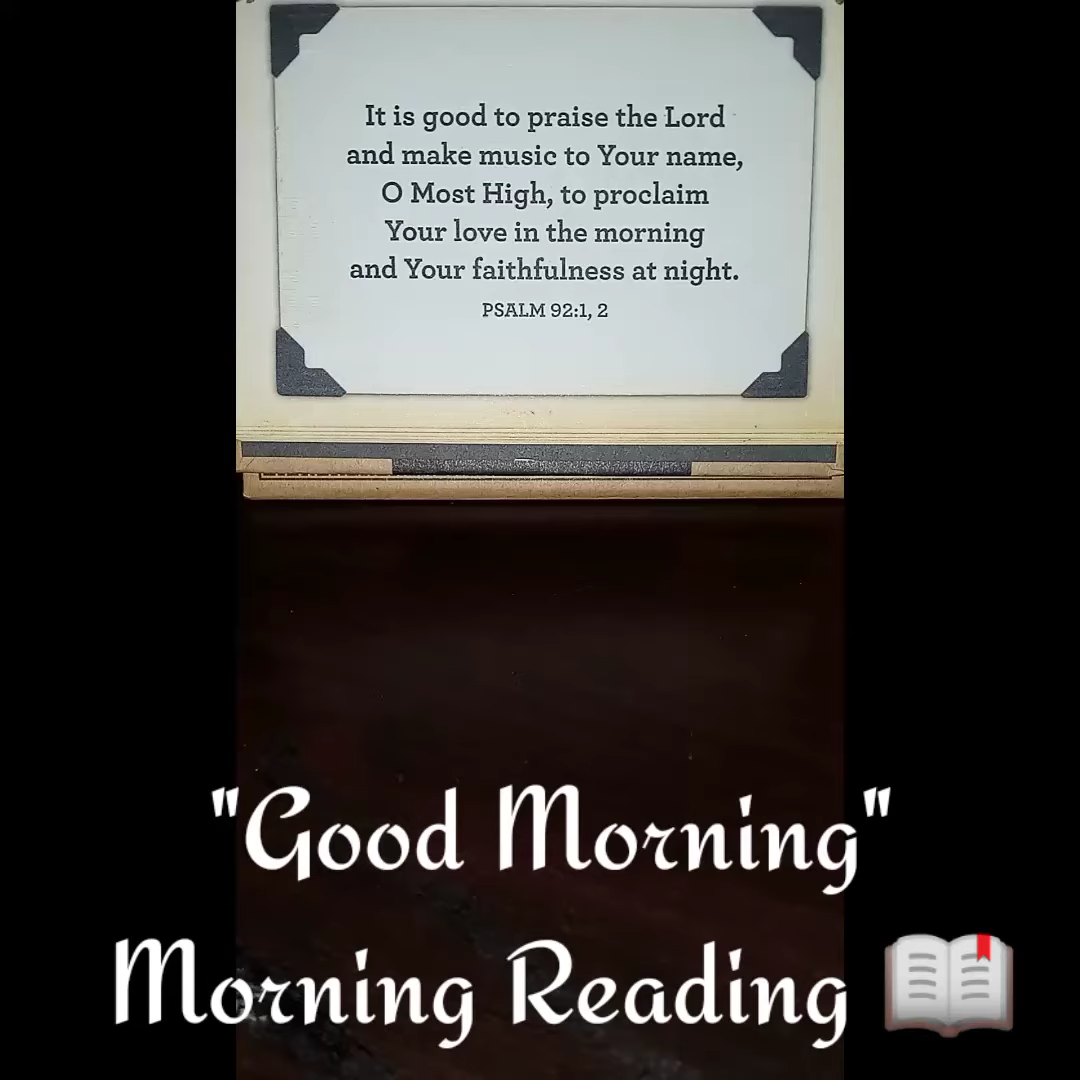 It is good to praise the Lord
and make music to Your name,
O Most High, to proclaim
Your love in the morning
and Your faithfulness at night.
PSALM 92:1, 2
"Good Morning"
Morning Reading 📖